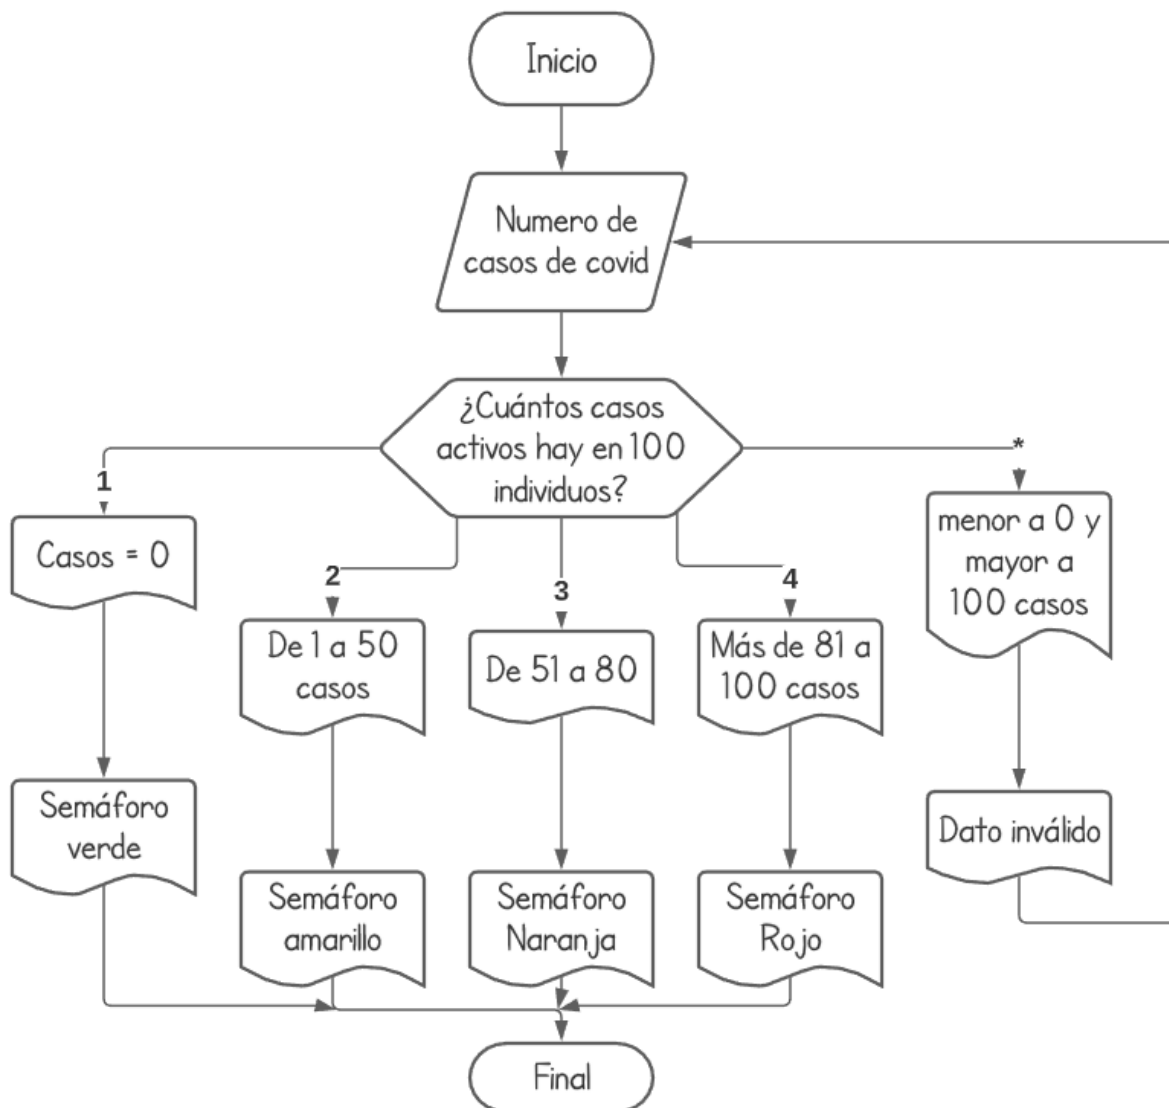 Inicio
Numero de
casos de covid
¿Cuántos casos
activos hay en 100
individuos?
*
1
menor a 0 y
mayor a
100 casos
Casos = 0
2
3
4
De 1 a 50
casos
De 51 a 80
Más de 81 a
100 casos
Semáforo
verde
Dato inválido
Semáforo
amarillo
Semáforo
Naranja
Semáforo
Rojo
Final